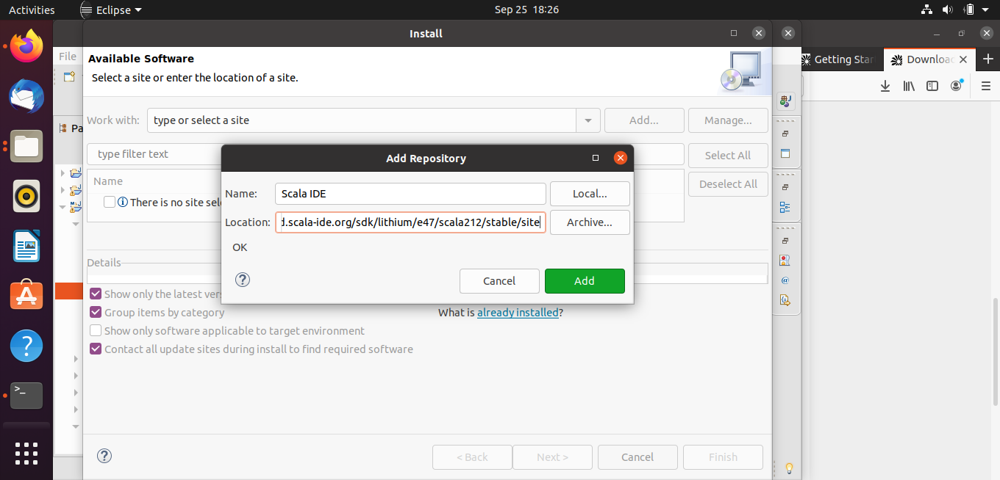 Activities
Eclipse
Sep 25 18:26
Install
File
Getting Star
Downloa
Available Software
Select a site or enter the location of a site.
Work with:
type or select a site
Add...
Manage...
Pa
type filter text
Select All
Name
Deselect All
There is no site sel
Add Repository
Name:
Scala IDE
Local...
Location:
d.scala-ide.org/sdk/lithium/e47/scala212/stable/site
Archive...
OK
Cancel
Add
Details
Show only the latest vers
Group items by category
What is already installed?
Show only software applicable to target environment
Contact all update sites during install to find required software
< Back
Next >
Cancel
Finish